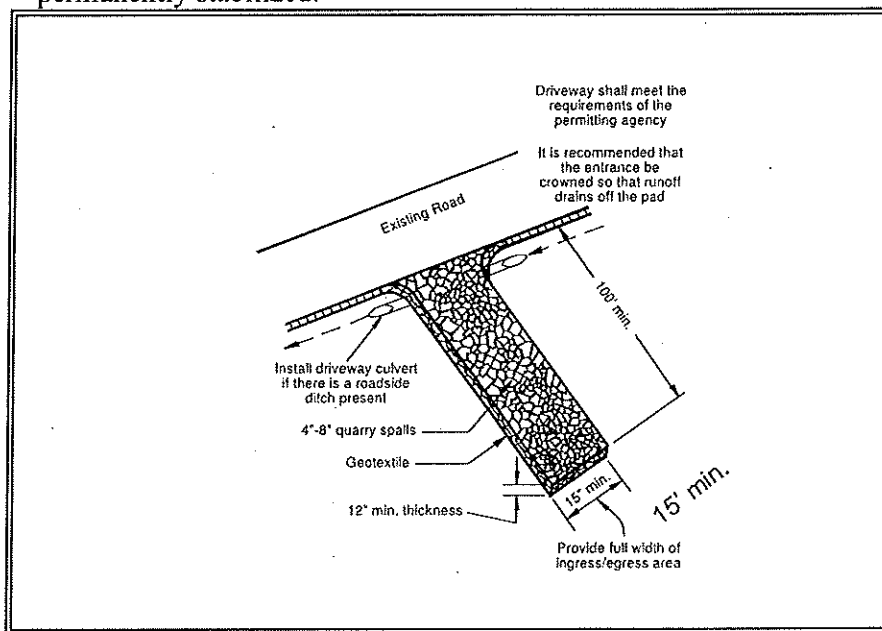 permanently stabilized.
Driveway shall meet the
requirements of the
permitting agency
It is recommended that
the entrance be
crowned so that runoff
drains off the pad
Existing Road
100' min.
Install driveway culvert
if there is a roadside
ditch present
4"-8" quarry spalls
Geotextile
12" min. thickness
15" min.
15' min.
Provide full width of
ingress/egress area